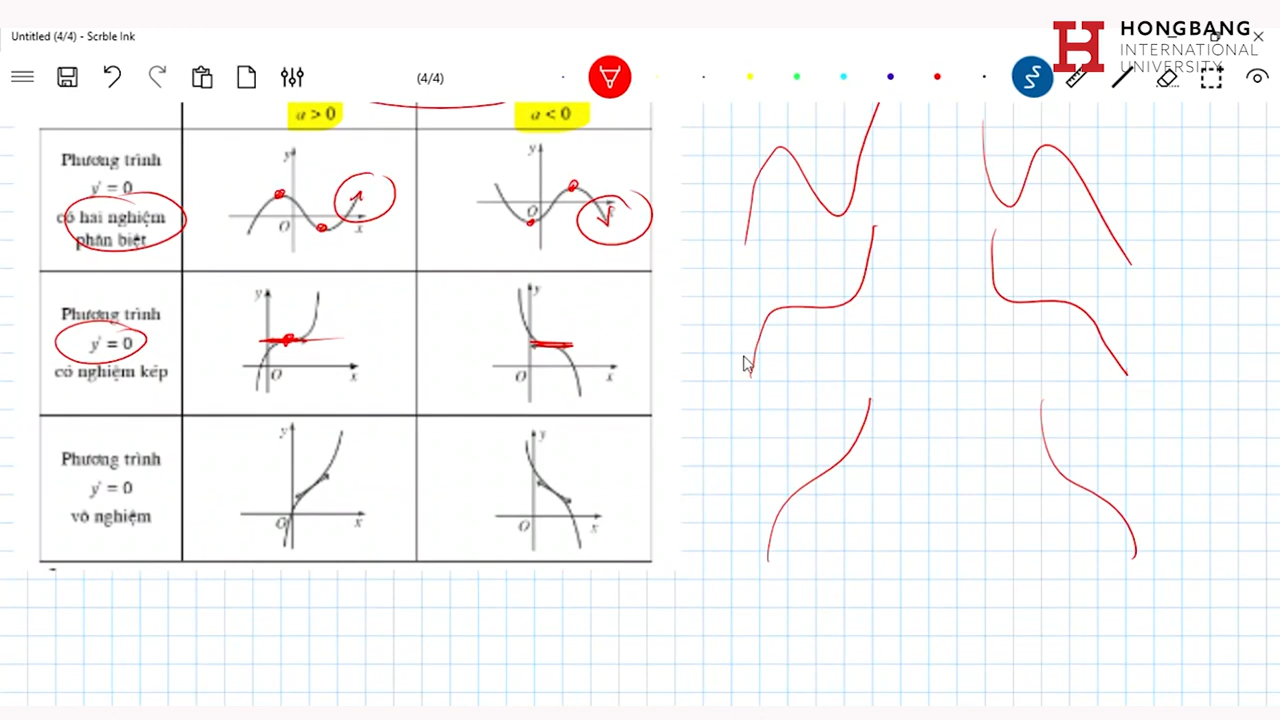 Untitled (4/4) - Scrble Ink
HONGBANG
INTERNATIONAL
UNIVERSITY
(4/4)
a > 0
a < 0
Phương trình
y' = 0
có hai nghiệm
phân biệt
y
O
x
y
O
x
Phương trình
y' = 0
có nghiệm kép
y
O
x
y
O
x
Phương trình
y' = 0
vô nghiệm
y
O
x
y
O
x